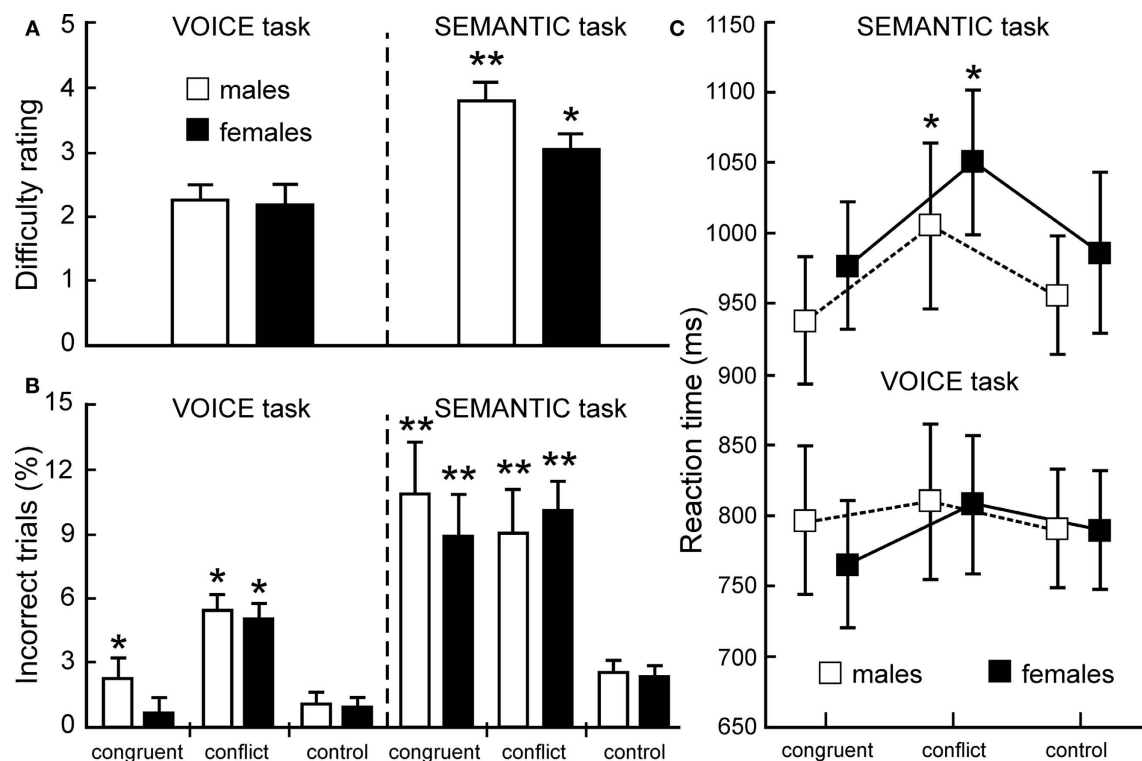 A
VOICE task
SEMANTIC task
males
females
**
*
Difficulty rating
5
4
3
2
1
0
B
VOICE task
SEMANTIC task
Incorrect trials (%)
15
12
9
6
3
0
*
*
*
**
**
**
**
congruent
conflict
control
congruent
conflict
control
C
SEMANTIC task
*
*
Reaction time (ms)
1150
1100
1050
1000
950
900
850
800
750
700
650
VOICE task
males
females
congruent
conflict
control